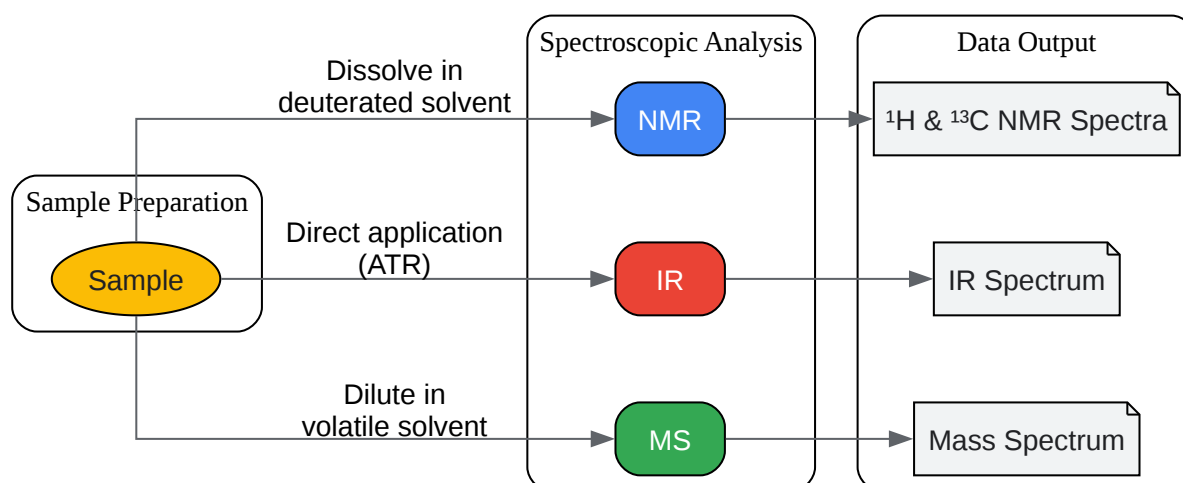 Spectroscopic Analysis
Data Output
Dissolve in
deuterated solvent
NMR
¹H & ¹³C NMR Spectra
Sample Preparation
Direct application
(ATR)
Sample
IR
IR Spectrum
Dilute in
volatile solvent
MS
Mass Spectrum